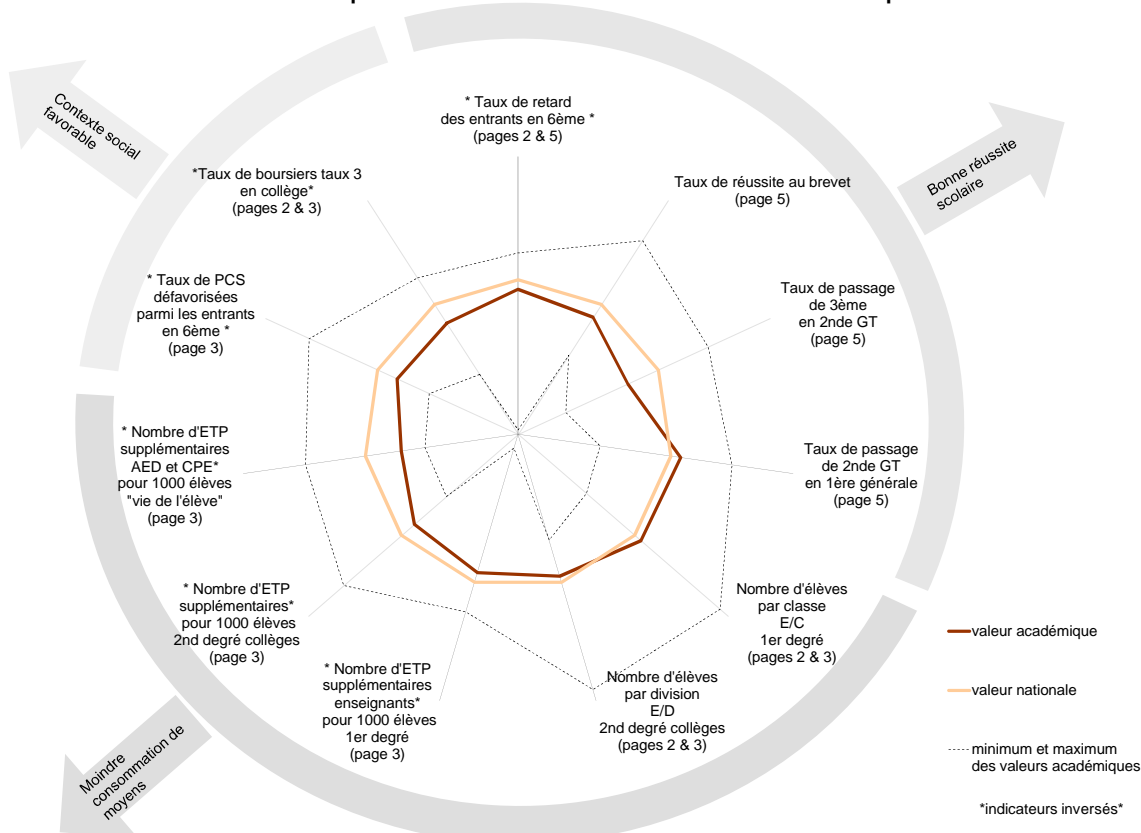 Contexte social
favorable
* Taux de retard
des entrants en 6ème *
(pages 2 & 5)
Bonne réussite
scolaire
*Taux de boursiers taux 3
en collège*
(pages 2 & 3)
Taux de réussite au brevet
(page 5)
* Taux de PCS
défavorisées
parmi les entrants
en 6ème *
(page 3)
Taux de passage
de 3ème
en 2nde GT
(page 5)
* Nombre d'ETP
supplémentaires
AED et CPE*
pour 1000 élèves
"vie de l'élève"
(page 3)
Taux de passage
de 2nde GT
en 1ère générale
(page 5)
* Nombre d'ETP
supplémentaires*
pour 1000 élèves
2nd degré collèges
(page 3)
Nombre d'élèves
par classe
E/C
1er degré
(pages 2 & 3)
* Nombre d'ETP
supplémentaires
enseignants*
pour 1000 élèves
1er degré
(page 3)
Nombre d'élèves
par division
E/D
2nd degré collèges
(pages 2 & 3)
Moindre
consommation de
moyens
valeur académique
valeur nationale
minimum et maximum
des valeurs académiques
*indicateurs inversés*